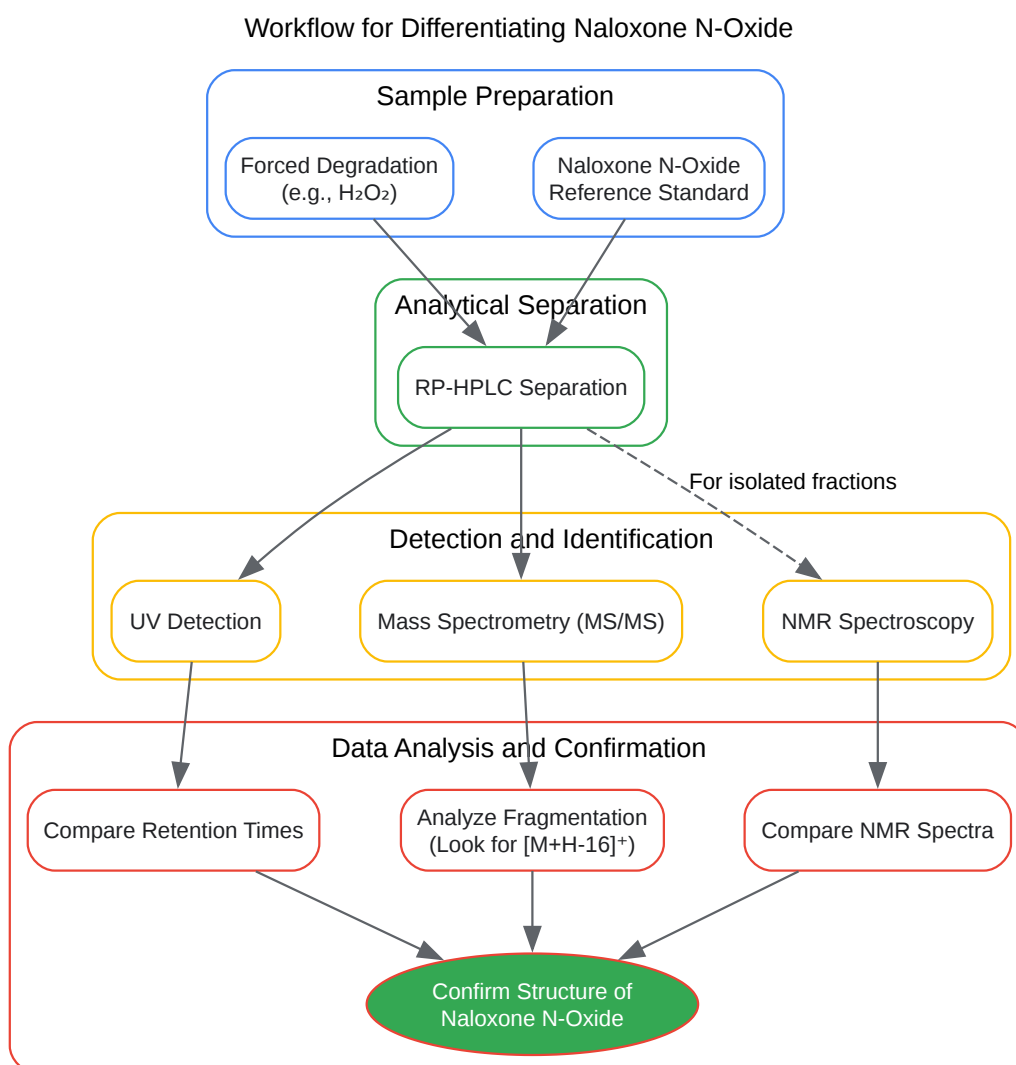 Workflow for Differentiating Naloxone N-Oxide
Sample Preparation
Forced Degradation
(e.g., H₂O₂)
Naloxone N-Oxide
Reference Standard
Analytical Separation
RP-HPLC Separation
For isolated fractions
Detection and Identification
UV Detection
Mass Spectrometry (MS/MS)
NMR Spectroscopy
Data Analysis and Confirmation
Compare Retention Times
Analyze Fragmentation
(Look for [M+H-16]⁺)
Compare NMR Spectra
Confirm Structure of
Naloxone N-Oxide